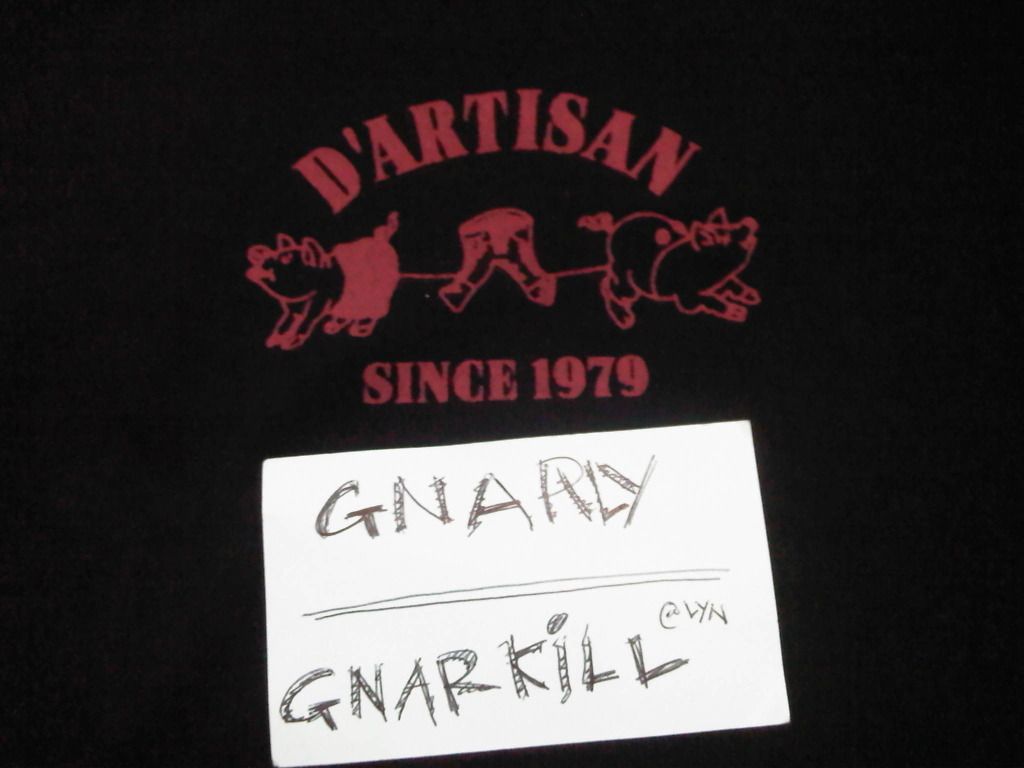 D'ARTISAN
SINCE 1979
GNARLY
@LYN
GNARKiLL